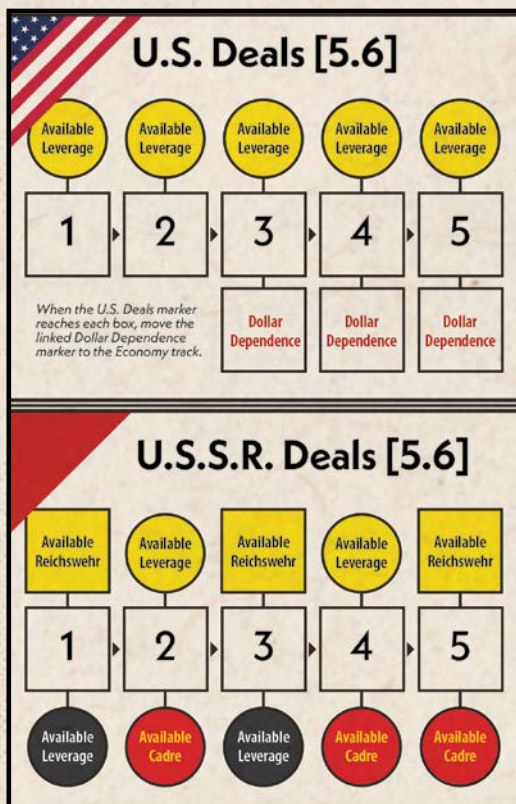 U.S. Deals [5.6]
Available
Leverage
Available
Leverage
Available
Leverage
Available
Leverage
Available
Leverage
1
2
3
4
5
When the U.S. Deals marker
reaches each box, move the
linked Dollar Dependence
marker to the Economy track.
Dollar
Dependence
Dollar
Dependence
Dollar
Dependence
U.S.S.R. Deals [5.6]
Available
Reichswehr
Available
Leverage
Available
Reichswehr
Available
Leverage
Available
Reichswehr
1
2
3
4
5
Available
Leverage
Available
Cadre
Available
Leverage
Available
Cadre
Available
Cadre